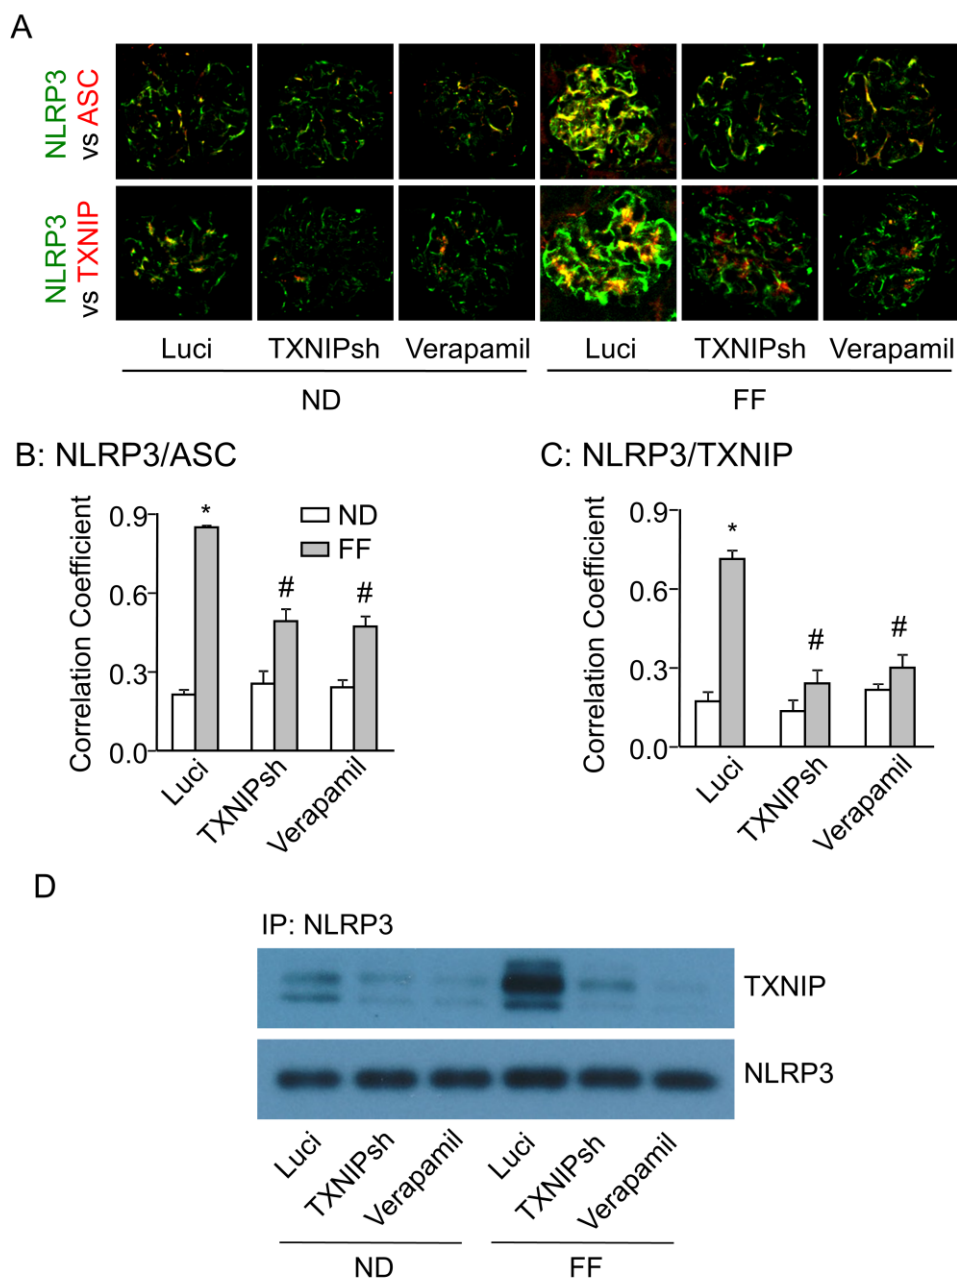 A
NLRP3
vs ASC
NLRP3
vs TXNIP
Luci TXNIPsh Verapamil Luci TXNIPsh Verapamil
ND FF
B: NLRP3/ASC
Correlation Coefficient
0.9
0.6
0.3
0.0
* # #
ND
FF
Luci
TXNIPsh
Verapamil
C: NLRP3/TXNIP
Correlation Coefficient
0.9
0.6
0.3
0.0
* # #
Luci
TXNIPsh
Verapamil
D
IP: NLRP3
TXNIP
NLRP3
Luci TXNIPsh Verapamil Luci TXNIPsh Verapamil
ND FF